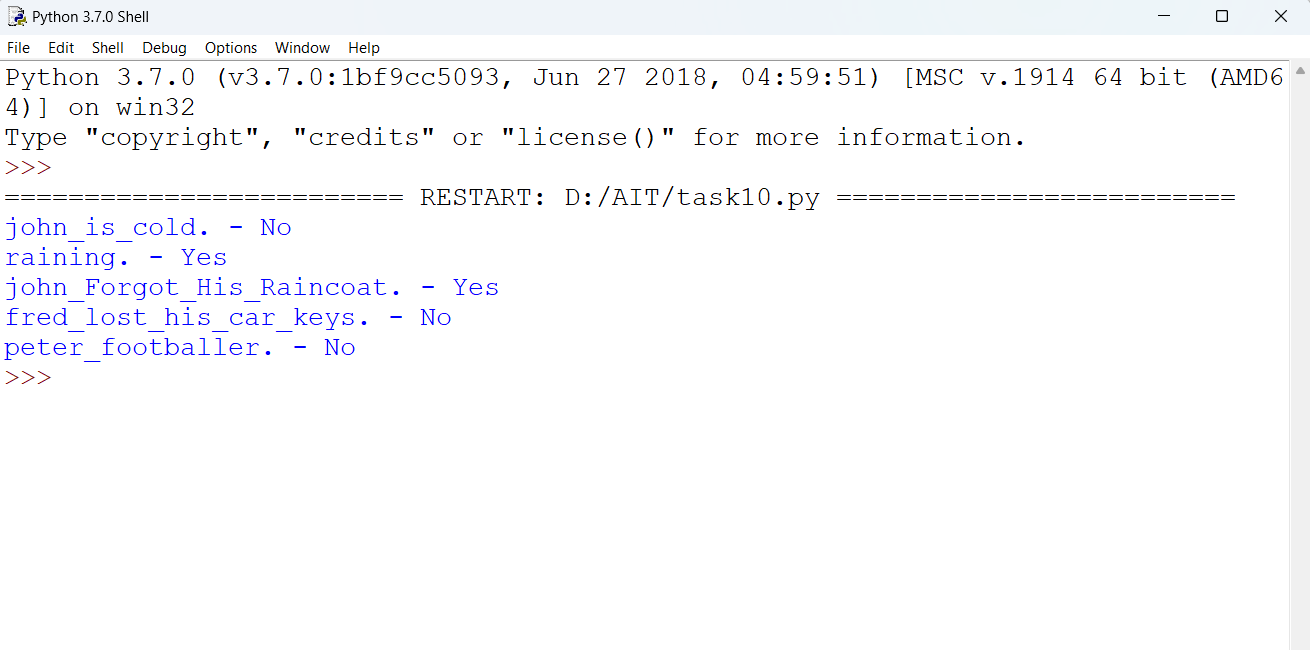 Python 3.7.0 Shell
File Edit Shell Debug Options Window Help
Python 3.7.0 (v3.7.0:1bf9cc5093, Jun 27 2018, 04:59:51) [MSC v.1914 64 bit (AMD6
4)] on win32
Type "copyright", "credits" or "license()" for more information.
>>>
========================= RESTART: D:/AIT/task10.py =========================
john_is_cold. - No
raining. - Yes
john_Forgot_His_Raincoat. - Yes
fred_lost_his_car_keys. - No
peter_footballer. - No
>>>